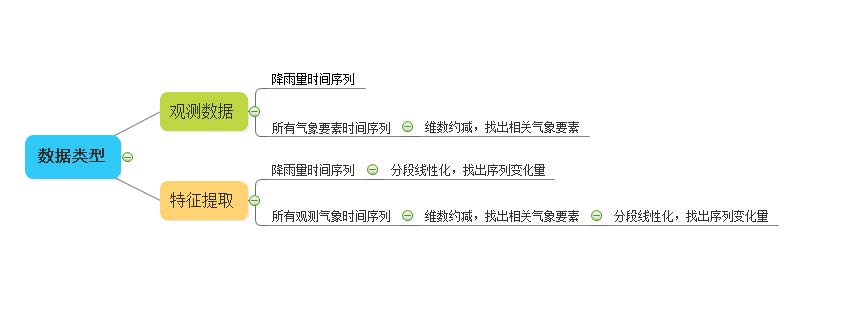 数据类型
观测数据
降雨量时间序列
所有气象要素时间序列
维数约减，找出相关气象要素
特征提取
降雨量时间序列
分段线性化，找出序列变化量
所有观测气象时间序列
维数约减，找出相关气象要素
分段线性化，找出序列变化量